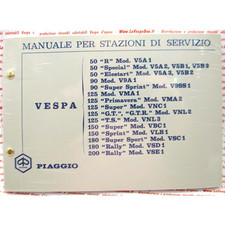 MANUALE PER STAZIONI DI SERVIZIO
VESPA
50 "R" Mod. V5A1
50 "Special" Mod. V5A2, V5B1, V5B3
50 "Elestart" Mod. V5A3, V5B2
90 Mod. V9A1
90 "Super Sprint" Mod. V9SS1
125 Mod. VMA1
125 "Primavera" Mod. VMA2
125 "Super" Mod. VNC1
125 "G.T.", "G.T.R." Mod. VNL2
125 "T.S." Mod. VNL3
150 "Super" Mod. VBC1
150 "Sprint" Mod. VLB1
180 "Super Sport" Mod. VSC1
180 "Rally" Mod. VSD1
200 "Rally" Mod. VSE1
PIAGGIO